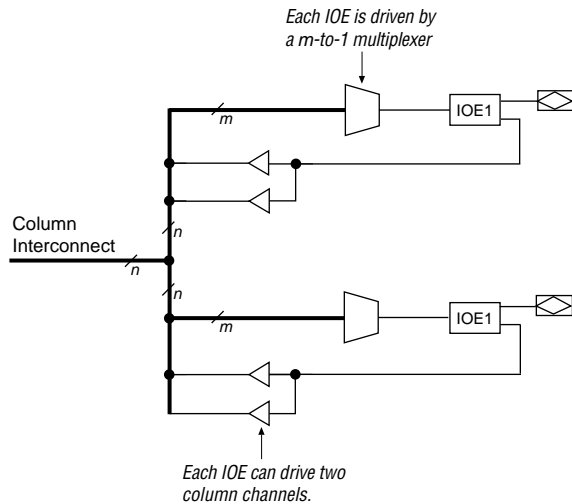 Each IOE is driven by
a m-to-1 multiplexer
m
IOE1
n
Column
Interconnect
n
n
m
IOE1
Each IOE can drive two
column channels.